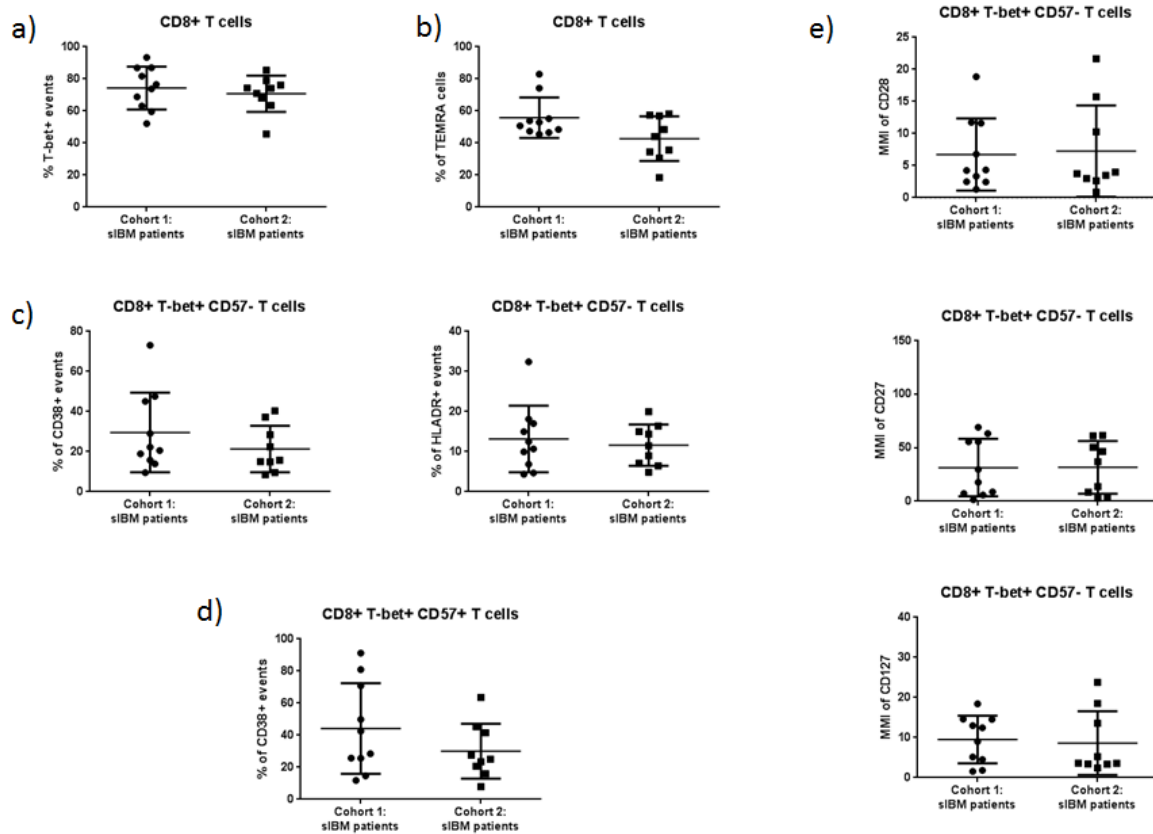 a)
CD8+ T cells
% T-bet+ events
100
80
60
40
20
0
Cohort 1:
sIBM patients
Cohort 2:
sIBM patients
b)
CD8+ T cells
% of TEMRA cells
100
80
60
40
20
0
Cohort 1:
sIBM patients
Cohort 2:
sIBM patients
e)
CD8+ T-bet+ CD57- T cells
MMI of CD28
25
20
15
10
5
0
Cohort 1:
sIBM patients
Cohort 2:
sIBM patients
c)
CD8+ T-bet+ CD57- T cells
% of CD38+ events
80
60
40
20
0
Cohort 1:
sIBM patients
Cohort 2:
sIBM patients
CD8+ T-bet+ CD57- T cells
% of HLADR+ events
40
30
20
10
0
Cohort 1:
sIBM patients
Cohort 2:
sIBM patients
CD8+ T-bet+ CD57- T cells
MMI of CD27
150
100
50
0
Cohort 1:
sIBM patients
Cohort 2:
sIBM patients
d)
CD8+ T-bet+ CD57+ T cells
% of CD38+ events
100
80
60
40
20
0
Cohort 1:
sIBM patients
Cohort 2:
sIBM patients
CD8+ T-bet+ CD57- T cells
MMI of CD127
40
30
20
10
0
Cohort 1:
sIBM patients
Cohort 2:
sIBM patients